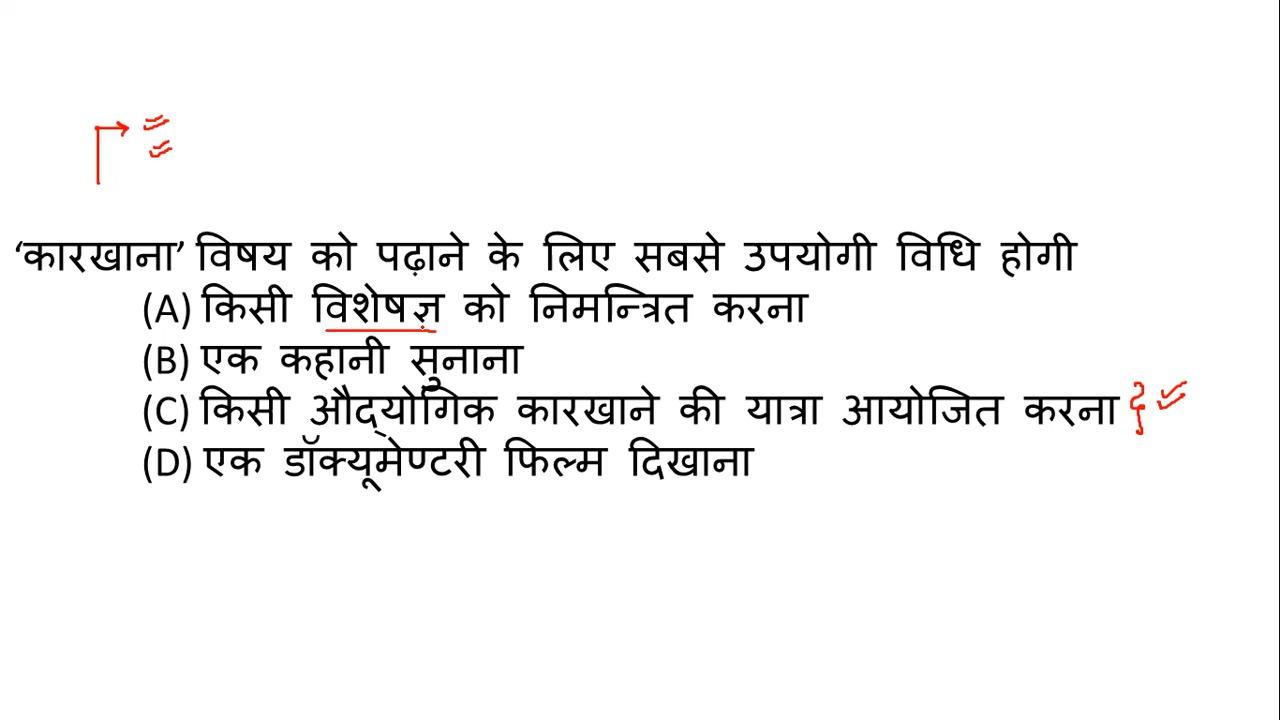 ‘कारखाना’ विषय को पढ़ाने के लिए सबसे उपयोगी विधि होगी
(A) किसी विशेषज्ञ को निमन्त्रित करना
(B) एक कहानी सुनाना
(C) किसी औद्योगिक कारखाने की यात्रा आयोजित करना
(D) एक डॉक्यूमेण्टरी फिल्म दिखाना